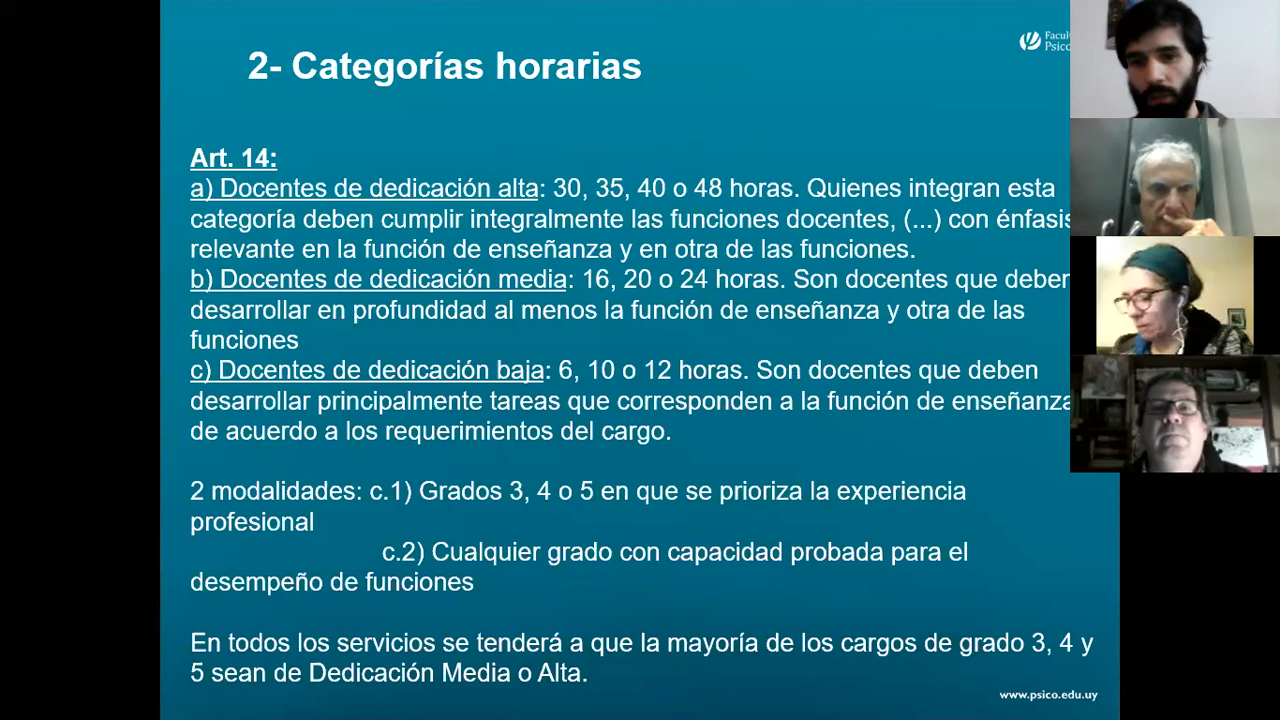 2- Categorías horarias
Art. 14:
a) Docentes de dedicación alta: 30, 35, 40 o 48 horas. Quienes integran esta
categoría deben cumplir integralmente las funciones docentes, (...) con énfasis
relevante en la función de enseñanza y en otra de las funciones.
b) Docentes de dedicación media: 16, 20 o 24 horas. Son docentes que deben
desarrollar en profundidad al menos la función de enseñanza y otra de las
funciones
c) Docentes de dedicación baja: 6, 10 o 12 horas. Son docentes que deben
desarrollar principalmente tareas que corresponden a la función de enseñanza
de acuerdo a los requerimientos del cargo.
2 modalidades: c.1) Grados 3, 4 o 5 en que se prioriza la experiencia
profesional
c.2) Cualquier grado con capacidad probada para el
desempeño de funciones
En todos los servicios se tenderá a que la mayoría de los cargos de grado 3, 4 y
5 sean de Dedicación Media o Alta.
www.psico.edu.uy